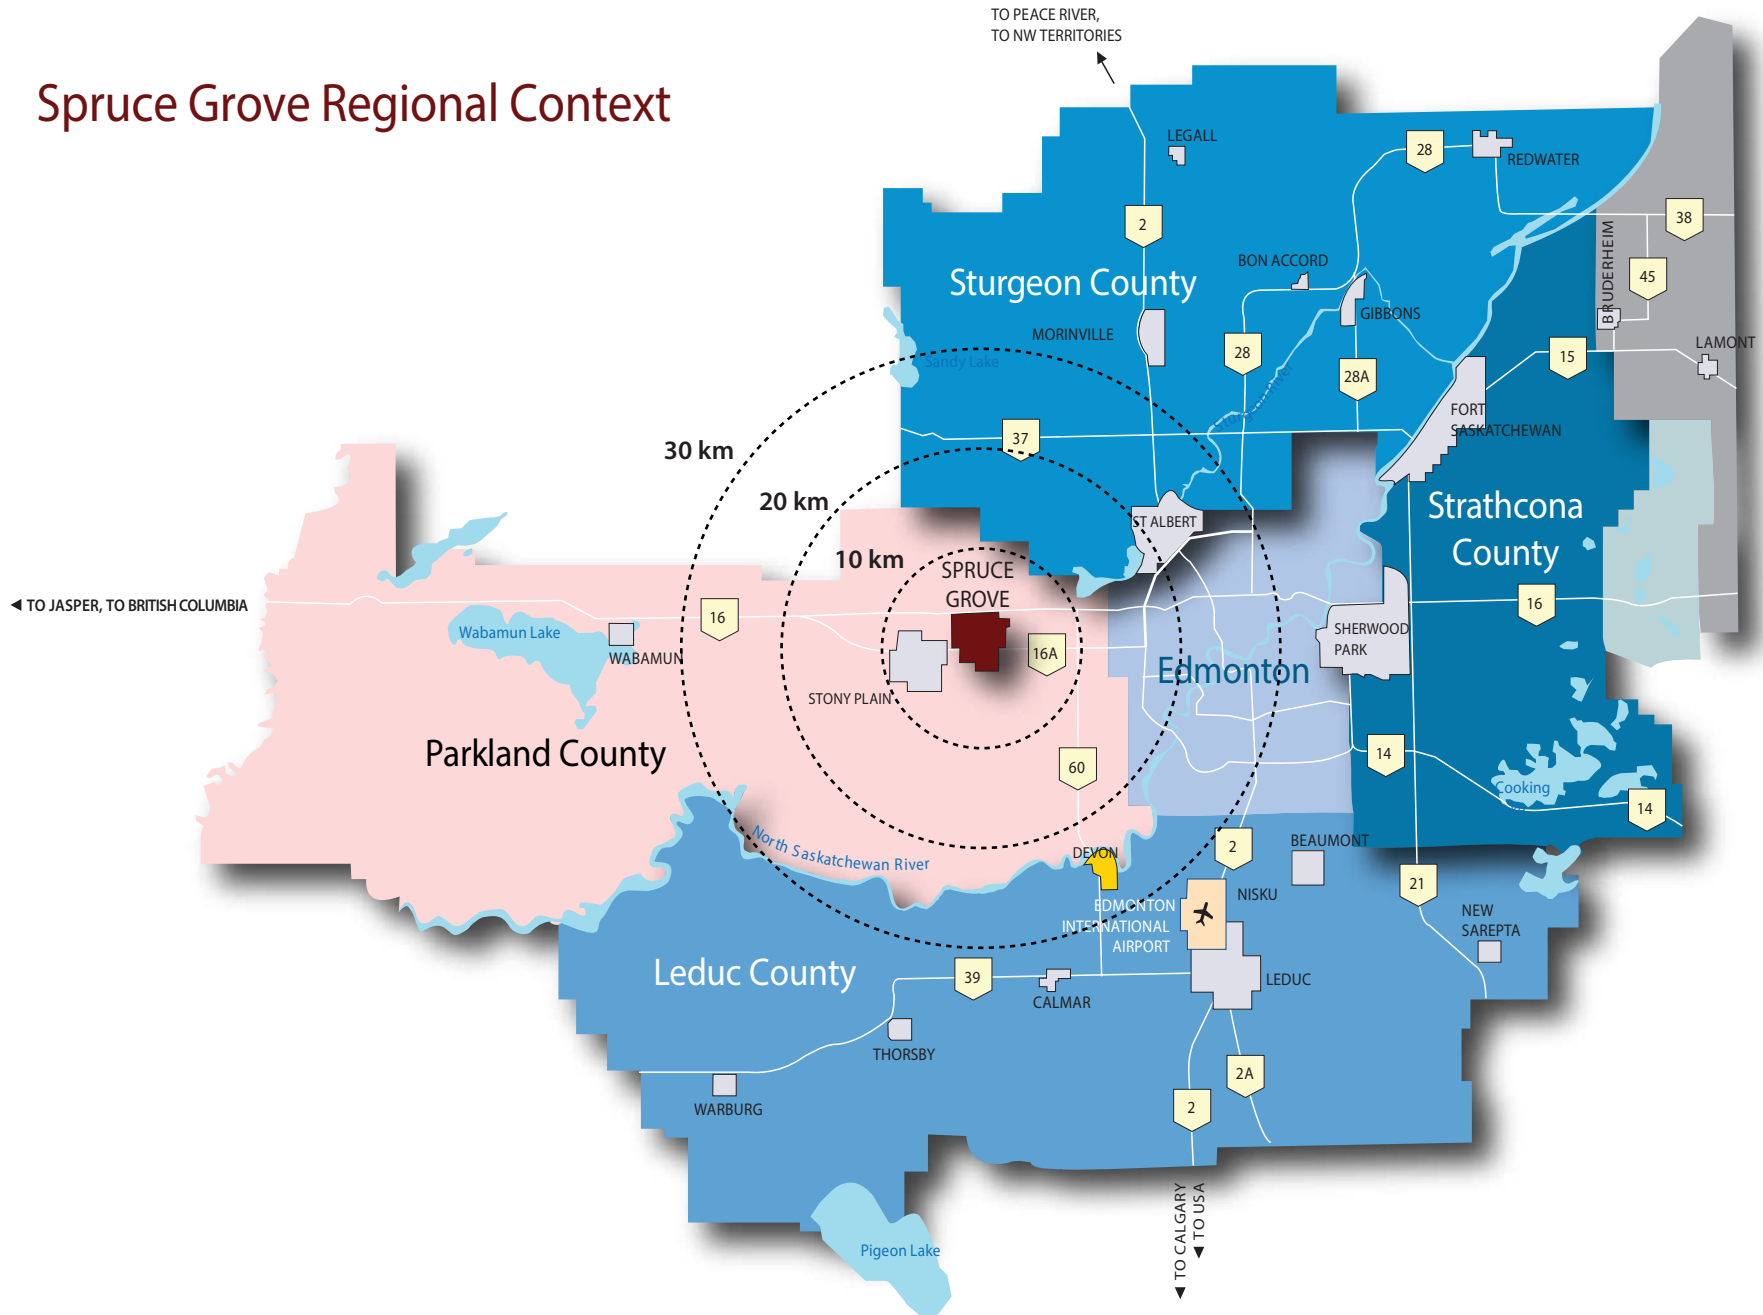 TO PEACE RIVER,
TO NW TERRITORIES
Spruce Grove Regional Context
LEGALL
28
REDWATER
2
38
BRUDERHEIM
45
BON ACCORD
Sturgeon County
GIBBONS
MORINVILLE
28
15
LAMONT
Sandy Lake
28A
Sturgeon River
FORT
SASKATCHEWAN
37
30 km
20 km
Strathcona
County
ST ALBERT
10 km
SPRUCE
GROVE
TO JASPER, TO BRITISH COLUMBIA
16
16
Wabamun Lake
WABAMUN
16A
SHERWOOD
PARK
Edmonton
STONY PLAIN
Parkland County
60
14
Cooking
14
North Saskatchewan River
DEVON
2
BEAUMONT
21
NISKU
EDMONTON
INTERNATIONAL
AIRPORT
NEW
SAREPTA
Leduc County
39
CALMAR
LEDUC
THORSBY
2A
WARBURG
2
TO CALGARY
TO USA
Pigeon Lake